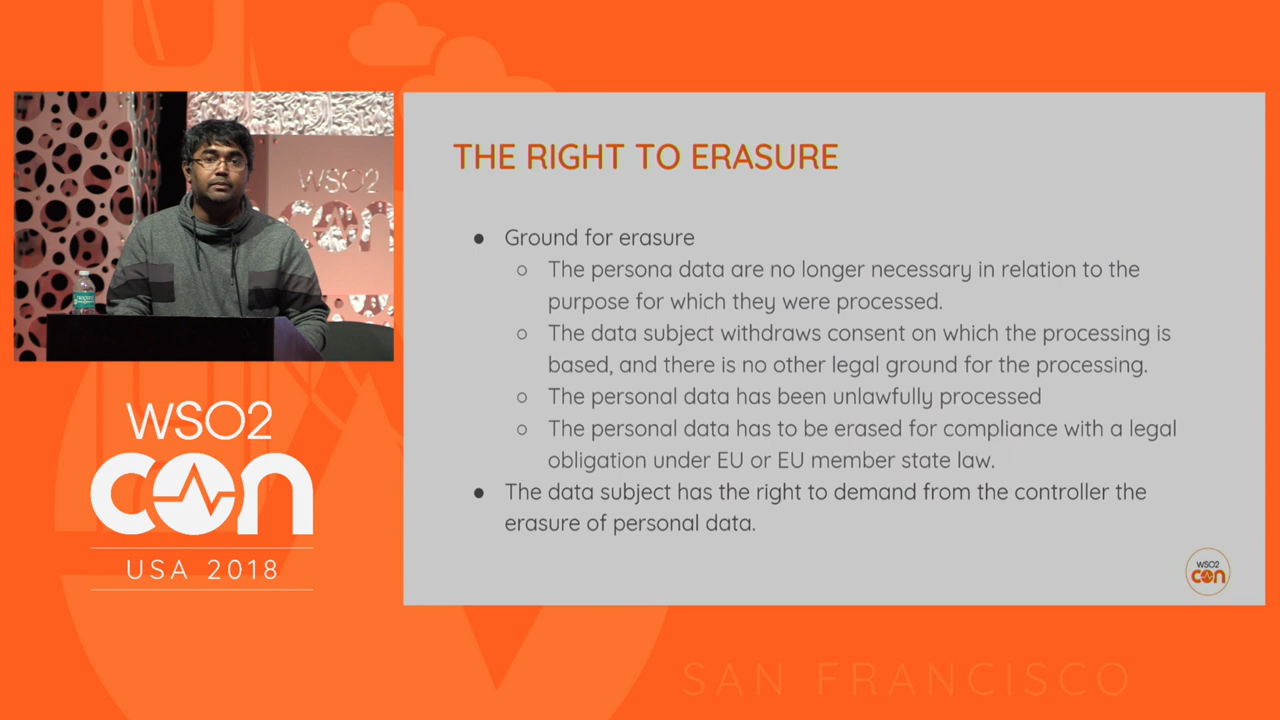 WSO2
con
THE RIGHT TO ERASURE
● Ground for erasure
○ The persona data are no longer necessary in relation to the
purpose for which they were processed.
○ The data subject withdraws consent on which the processing is
based, and there is no other legal ground for the processing.
○ The personal data has been unlawfully processed
○ The personal data has to be erased for compliance with a legal
obligation under EU or EU member state law.
● The data subject has the right to demand from the controller the
erasure of personal data.
WSO2
con
WSO2
con
USA 2018
SAN FRANCISCO